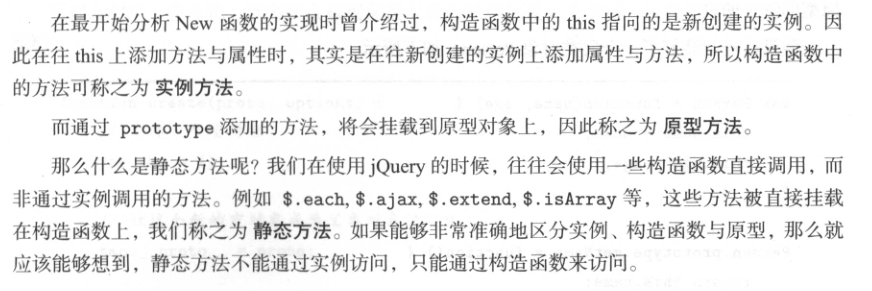 在最开始分析 New 函数的实现时曾介绍过，构造函数中的 this 指向的是新创建的实例。因
此在往 this 上添加方法与属性时，其实是在往新创建的实例上添加属性与方法，所以构造函数中
的方法可称之为 实例方法。
而通过 prototype 添加的方法，将会挂载到原型对象上，因此称之为 原型方法。
那么什么是静态方法呢？我们在使用 jQuery 的时候，往往会使用一些构造函数直接调用，而
非通过实例调用的方法。例如 $.each, $.ajax, $.extend, $.isArray 等，这些方法被直接挂载
在构造函数上，我们称之为 静态方法。如果能够非常准确地区分实例、构造函数与原型，那么就
应该能够想到，静态方法不能通过实例访问，只能通过构造函数来访问。